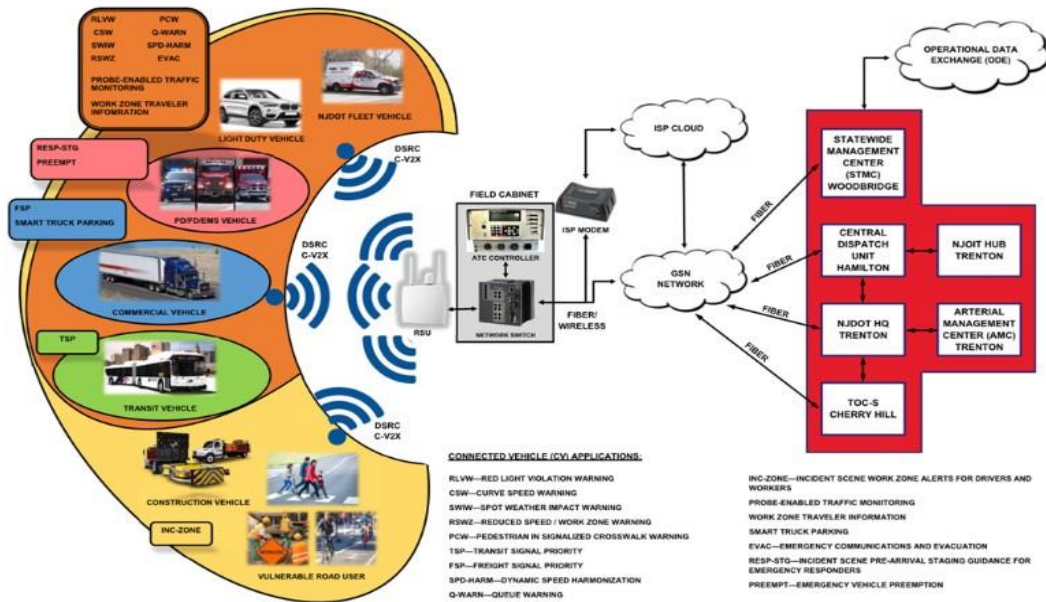 RLVW PCW
CSW Q-WARN
SWIW SPD-HARM
RSWZ EVAC
PROBE-ENABLED TRAFFIC
MONITORING
WORK ZONE TRAVELER
INFOMRATION
LIGHT DUTY VEHICLE
NJDOT FLEET VEHICLE
RESP-STG
PREEMPT
PD/FD/EMS VEHICLE
FSP
SMART TRUCK PARKING
COMMERCIAL VEHICLE
TSP
TRANSIT VEHICLE
CONSTRUCTION VEHICLE
INC-ZONE
VULNERABLE ROAD USER
DSRC
C-V2X
DSRC
C-V2X
DSRC
C-V2X
RSU
FIELD CABINET
ATC CONTROLLER
NETWORK SWITCH
ISP MODEM
FIBER/
WIRELESS
ISP CLOUD
GSN
NETWORK
FIBER
FIBER
FIBER
FIBER
OPERATIONAL DATA
EXCHANGE (ODE)
STATEWIDE
MANAGEMENT
CENTER
(STMC)
WOODBRIDGE
CENTRAL
DISPATCH
UNIT
HAMILTON
NJOIT HUB
TRENTON
NJDOT HQ
TRENTON
ARTERIAL
MANAGEMENT
CENTER (AMC)
TRENTON
TOC-S
CHERRY HILL
CONNECTED VEHICLE (CV) APPLICATIONS:
RLVW—RED LIGHT VIOLATION WARNING
CSW—CURVE SPEED WARNING
SWIW—SPOT WEATHER IMPACT WARNING
RSWZ—REDUCED SPEED / WORK ZONE WARNING
PCW—PEDESTRIAN IN SIGNALIZED CROSSWALK WARNING
TSP—TRANSIT SIGNAL PRIORITY
FSP—FREIGHT SIGNAL PRIORITY
SPD-HARM—DYNAMIC SPEED HARMONIZATION
Q-WARN—QUEUE WARNING
INC-ZONE—INCIDENT SCENE WORK ZONE ALERTS FOR DRIVERS AND
WORKERS
PROBE-ENABLED TRAFFIC MONITORING
WORK ZONE TRAVELER INFORMATION
SMART TRUCK PARKING
EVAC—EMERGENCY COMMUNICATIONS AND EVACUATION
RESP-STG—INCIDENT SCENE PRE-ARRIVAL STAGING GUIDANCE FOR
EMERGENCY RESPONDERS
PREEMPT—EMERGENCY VEHICLE PREEMPTION